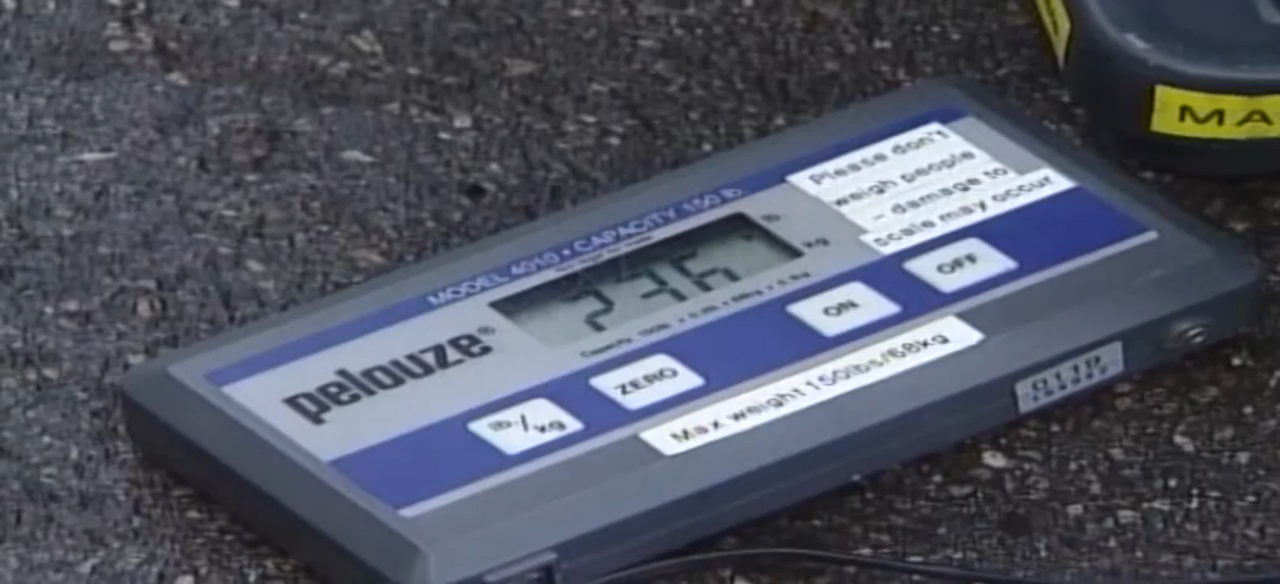 MA
Please don't
weigh people
- damage to
scale may occur
MODEL 4010 • CAPACITY 150 lb.
lb.
kg
pelouze®
OFF
ON
ZERO
lb./kg
Max weight 150lbs/68kg